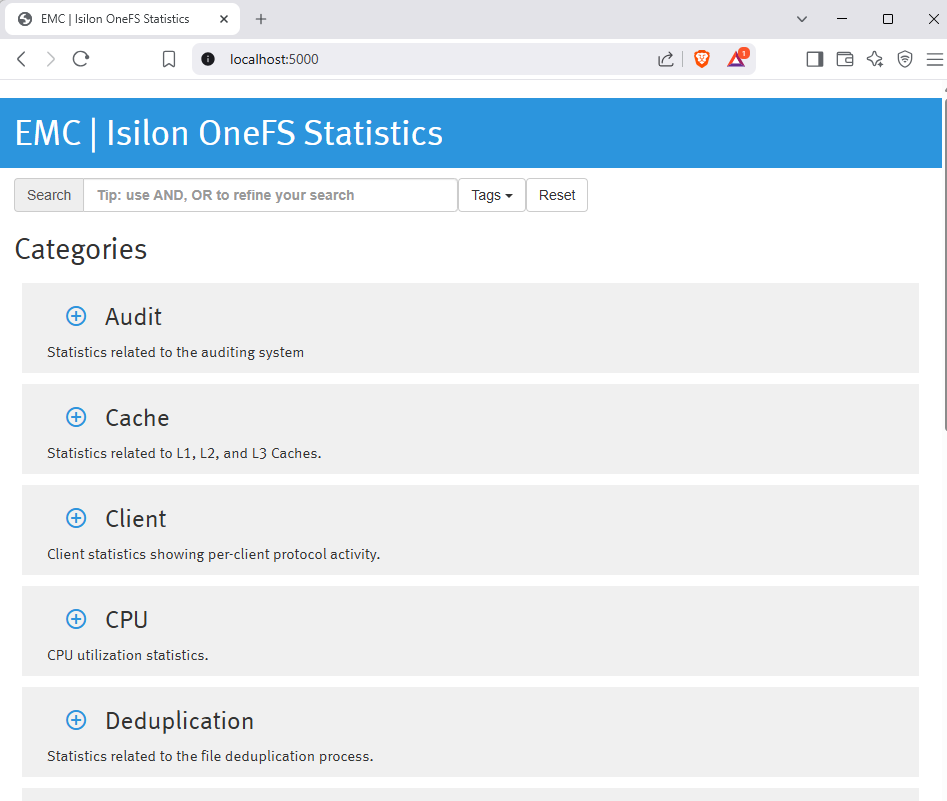 EMC | Isilon OneFS Statistics
localhost:5000
1
EMC | Isilon OneFS Statistics
Search Tip: use AND, OR to refine your search Tags Reset
Categories
Audit
Statistics related to the auditing system
Cache
Statistics related to L1, L2, and L3 Caches.
Client
Client statistics showing per-client protocol activity.
CPU
CPU utilization statistics.
Deduplication
Statistics related to the file deduplication process.